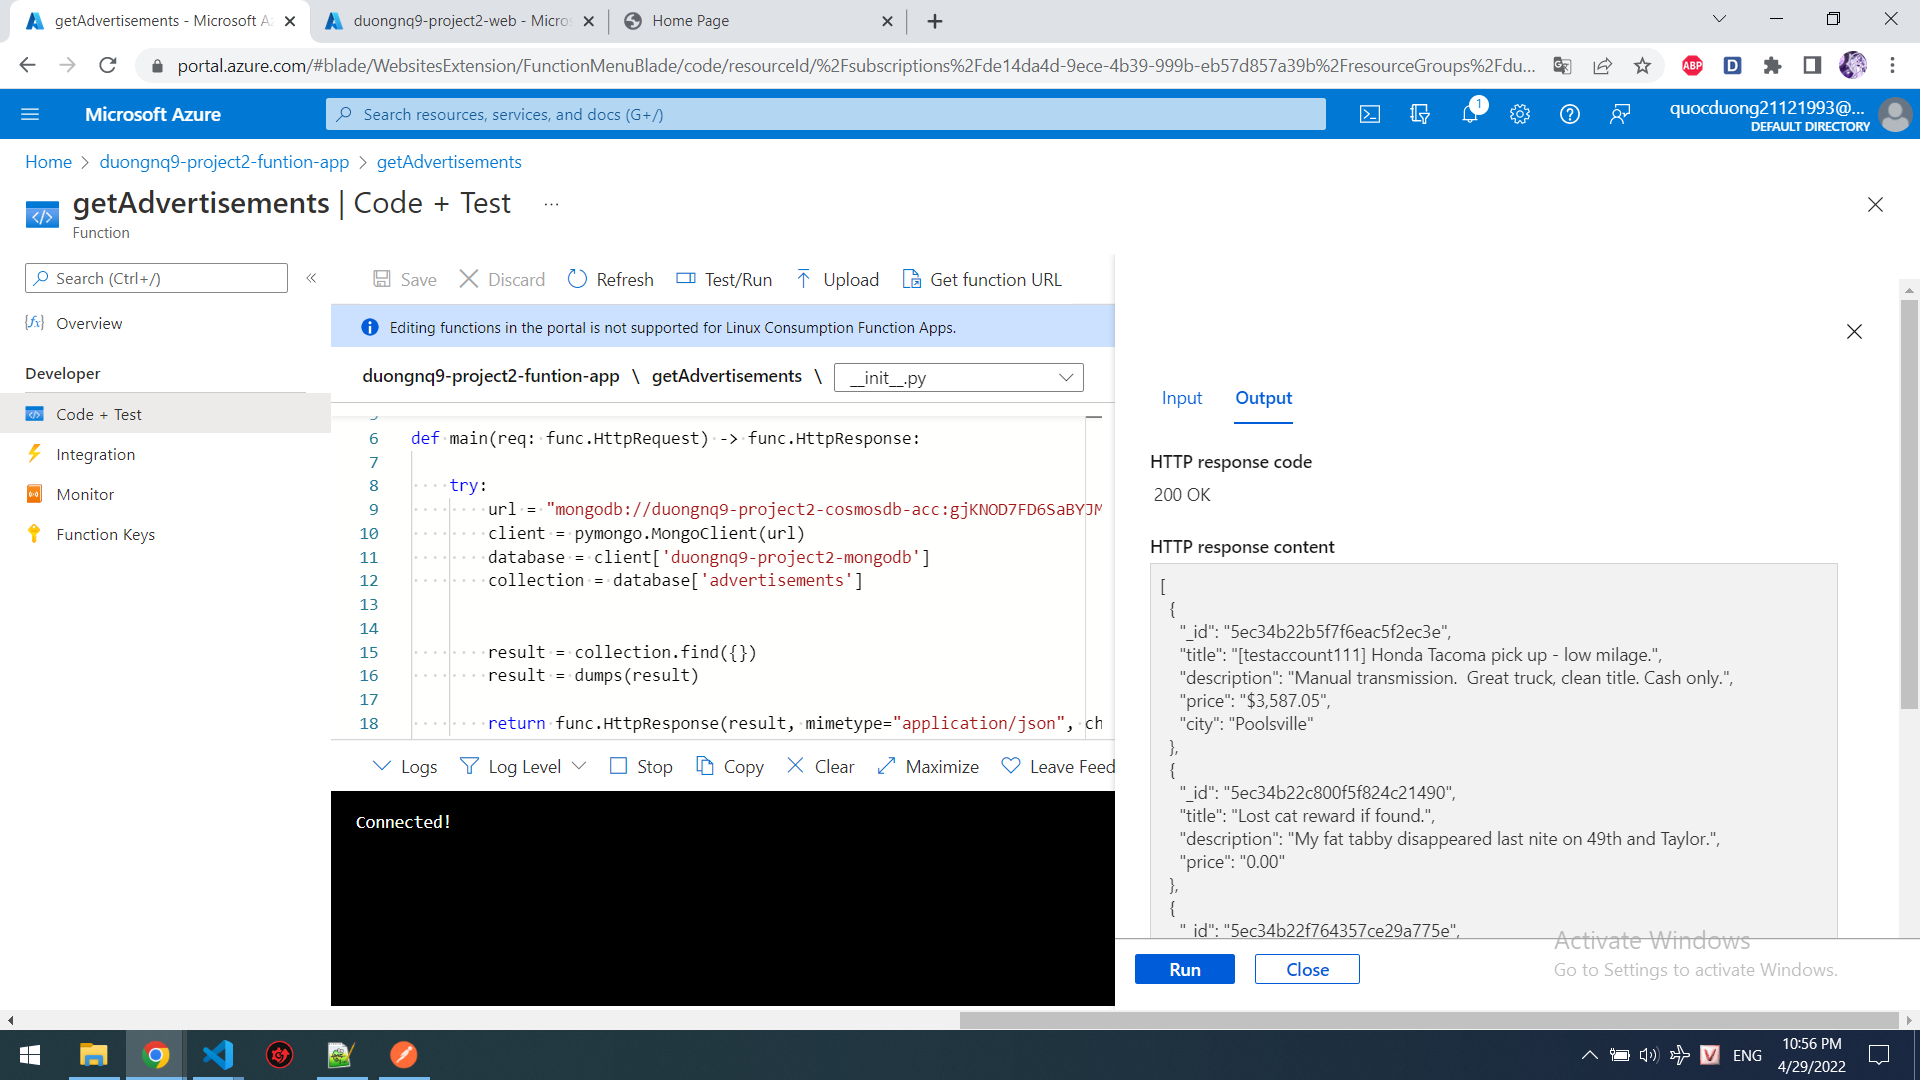 getAdvertisements - Microsoft Az
duongnq9-project2-web - Micros
Home Page
portal.azure.com/#blade/WebsitesExtension/FunctionMenuBlade/code/resourceId/%2Fsubscriptions%2Fde14da4d-9ece-4b39-999b-eb57d857a39b%2FresourceGroups%2Fdu...
ABP
D
Microsoft Azure
Search resources, services, and docs (G+/)
1
quocduong21121993@...
DEFAULT DIRECTORY
Home > duongnq9-project2-funtion-app > getAdvertisements
getAdvertisements | Code + Test ...
Function
Search (Ctrl+/)
«
Overview
Developer
Code + Test
Integration
Monitor
Function Keys
Save
Discard
Refresh
Test/Run
Upload
Get function URL
Editing functions in the portal is not supported for Linux Consumption Function Apps.
duongnq9-project2-funtion-app \ getAdvertisements \ __init__.py
6 def main(req: func.HttpRequest) -> func.HttpResponse:
7
8 try:
9 url = "mongodb://duongnq9-project2-cosmosdb-acc:gjKNOD7FD6SaBYJM
10 client = pymongo.MongoClient(url)
11 database = client['duongnq9-project2-mongodb']
12 collection = database['advertisements']
13
14
15 result = collection.find({})
16 result = dumps(result)
17
18 return func.HttpResponse(result, mimetype="application/json", ch
Logs
Log Level
Stop
Copy
Clear
Maximize
Leave Feed
Connected!
Input
Output
HTTP response code
200 OK
HTTP response content
[
{
"_id": "5ec34b22b5f7f6eac5f2ec3e",
"title": "[testaccount111] Honda Tacoma pick up - low milage.",
"description": "Manual transmission.  Great truck, clean title. Cash only.",
"price": "$3,587.05",
"city": "Poolsville"
},
{
"_id": "5ec34b22c800f5f824c21490",
"title": "Lost cat reward if found.",
"description": "My fat tabby disappeared last nite on 49th and Taylor.",
"price": "0.00"
},
{
"_id": "5ec34b22f764357ce29a775e",
Run
Close
Activate Windows
Go to Settings to activate Windows.
ENG
10:56 PM
4/29/2022